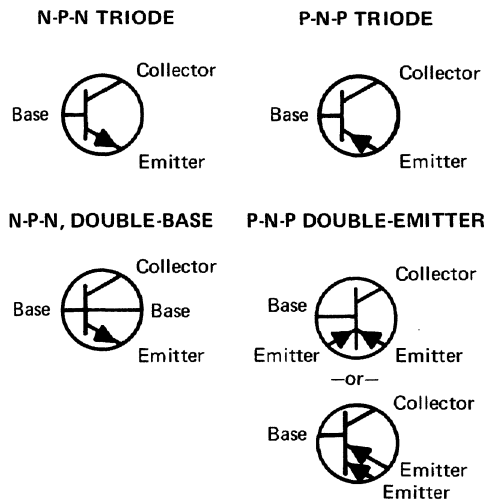 N-P-N TRIODE
Collector
Base
Emitter
P-N-P TRIODE
Collector
Base
Emitter
N-P-N, DOUBLE-BASE
Collector
Base
Base
Emitter
P-N-P DOUBLE-EMITTER
Collector
Base
Emitter
Emitter
—or—
Collector
Base
Emitter
Emitter